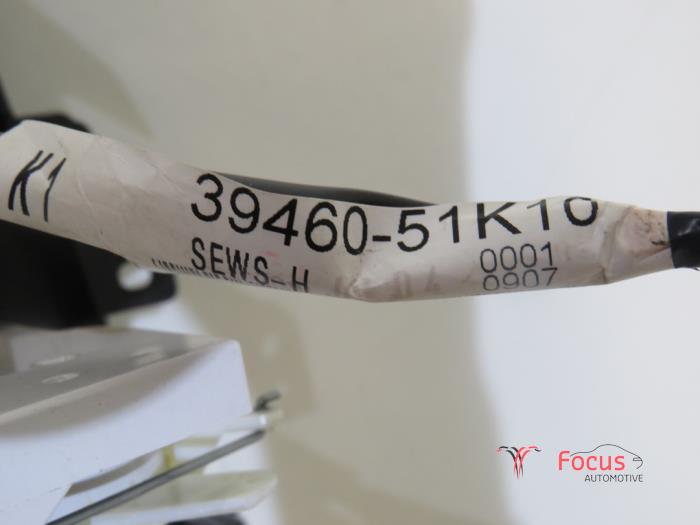 K1
39460-51K10
SEWS-H
0001
0907
Focus
AUTOMOTIVE